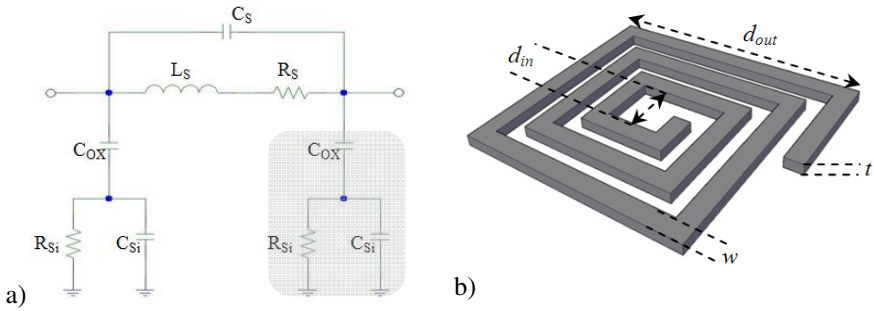 C_S
L_S
R_S
C_OX
C_OX
R_Si
C_Si
R_Si
C_Si
a)
d_out
d_in
t
w
b)